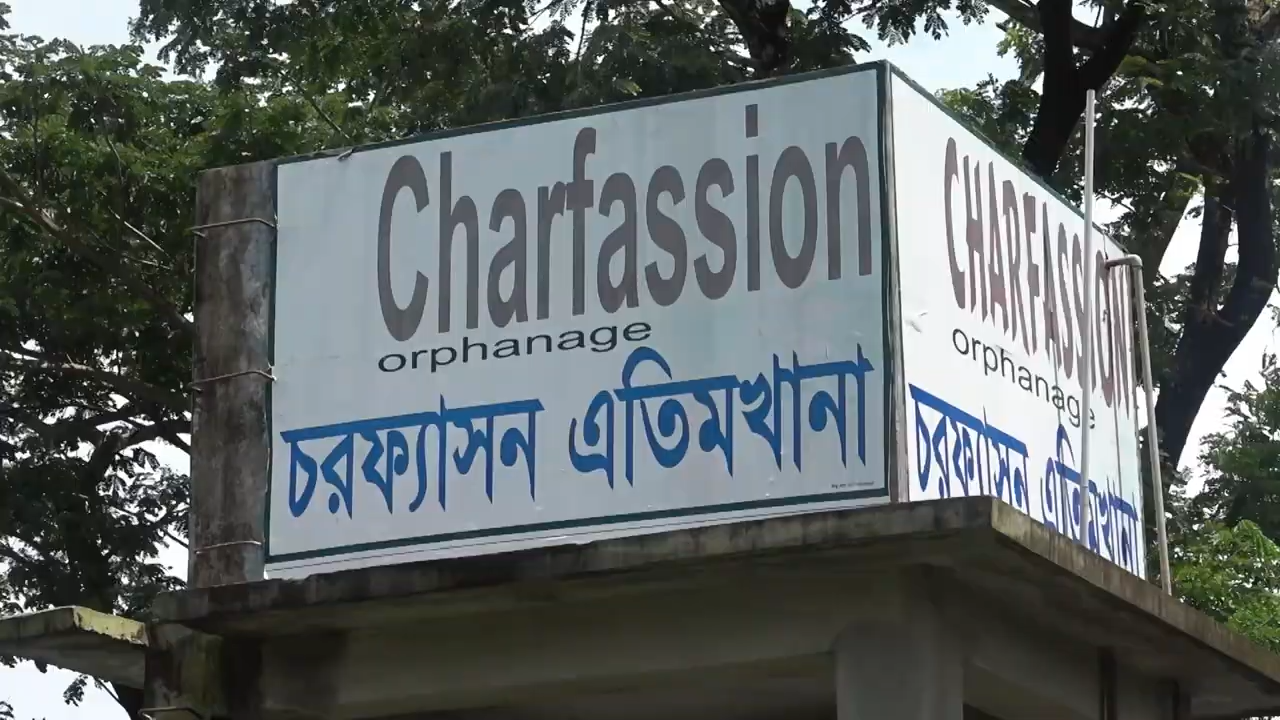 Charfassion
orphanage
চরফ্যাসন এতিমখানা
CHARFASSION
orphanage
চরফ্যাসন এতিমখানা